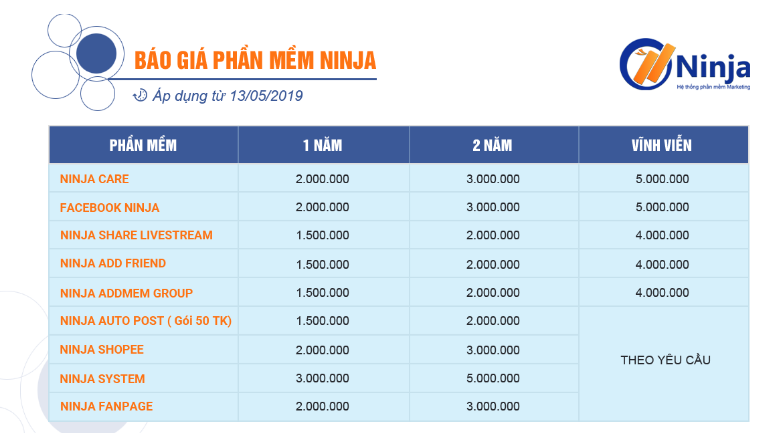 BÁO GIÁ PHẦN MỀM NINJA
Áp dụng từ 13/05/2019
Ninja
Hệ thống phần mềm Marketing
PHẦN MỀM 1 NĂM 2 NĂM VĨNH VIỄN
NINJA CARE 2.000.000 3.000.000 5.000.000
FACEBOOK NINJA 2.000.000 3.000.000 5.000.000
NINJA SHARE LIVESTREAM 1.500.000 2.000.000 4.000.000
NINJA ADD FRIEND 1.500.000 2.000.000 4.000.000
NINJA ADDMEM GROUP 1.500.000 2.000.000 4.000.000
NINJA AUTO POST ( Gói 50 TK) 1.500.000 2.000.000
NINJA SHOPEE 2.000.000 3.000.000
THEO YÊU CẦU
NINJA SYSTEM 3.000.000 5.000.000
NINJA FANPAGE 2.000.000 3.000.000